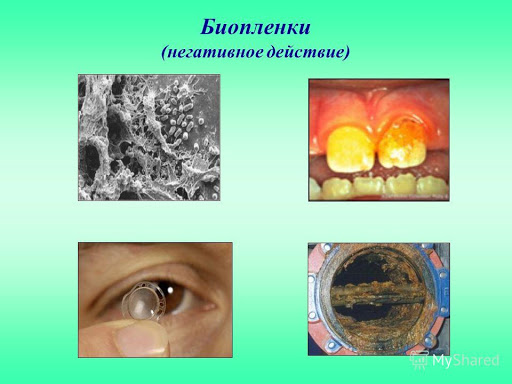 Биопленки
(негативное действие)
MyShared